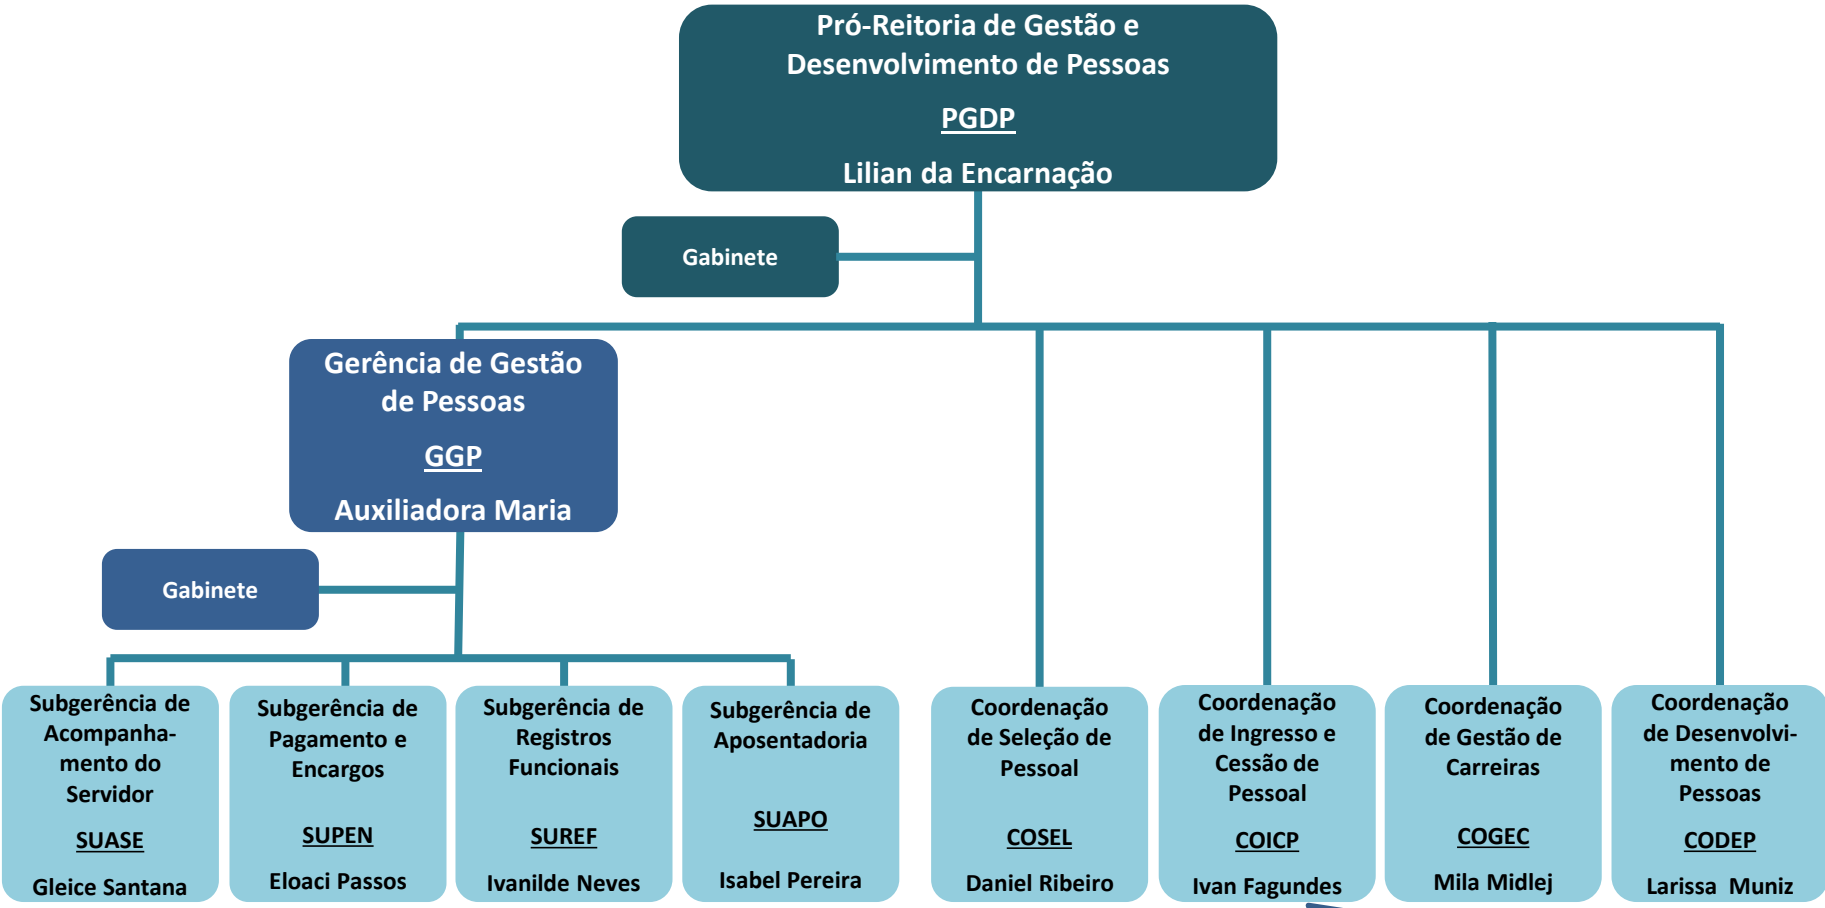 Pró-Reitoria de Gestão e
Desenvolvimento de Pessoas
PGDP
Lilian da Encarnação
Gabinete
Gerência de Gestão
de Pessoas
GGP
Auxiliadora Maria
Gabinete
Subgerência de
Acompanha-
mento do
Servidor
SUASE
Gleice Santana
Subgerência de
Pagamento e
Encargos
SUPEN
Eloaci Passos
Subgerência de
Registros
Funcionais
SUREF
Ivanilde Neves
Subgerência de
Aposentadoria
SUAPO
Isabel Pereira
Coordenação
de Seleção de
Pessoal
COSEL
Daniel Ribeiro
Coordenação
de Ingresso e
Cessão de
Pessoal
COICP
Ivan Fagundes
Coordenação
de Gestão de
Carreiras
COGEC
Mila Midlej
Coordenação
de Desenvolvi-
mento de
Pessoas
CODEP
Larissa  Muniz